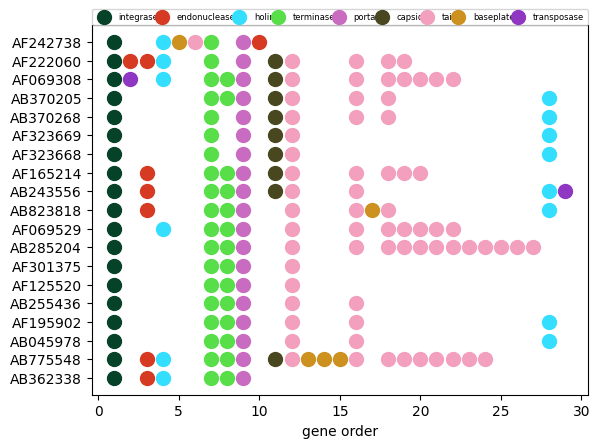 integrase endonuclease holin terminase portal capsid tail baseplate transposase
AF242738
AF222060
AF069308
AB370205
AB370268
AF323669
AF323668
AF165214
AB243556
AB823818
AF069529
AB285204
AF301375
AF125520
AB255436
AF195902
AB045978
AB775548
AB362338
0 5 10 15 20 25 30
gene order